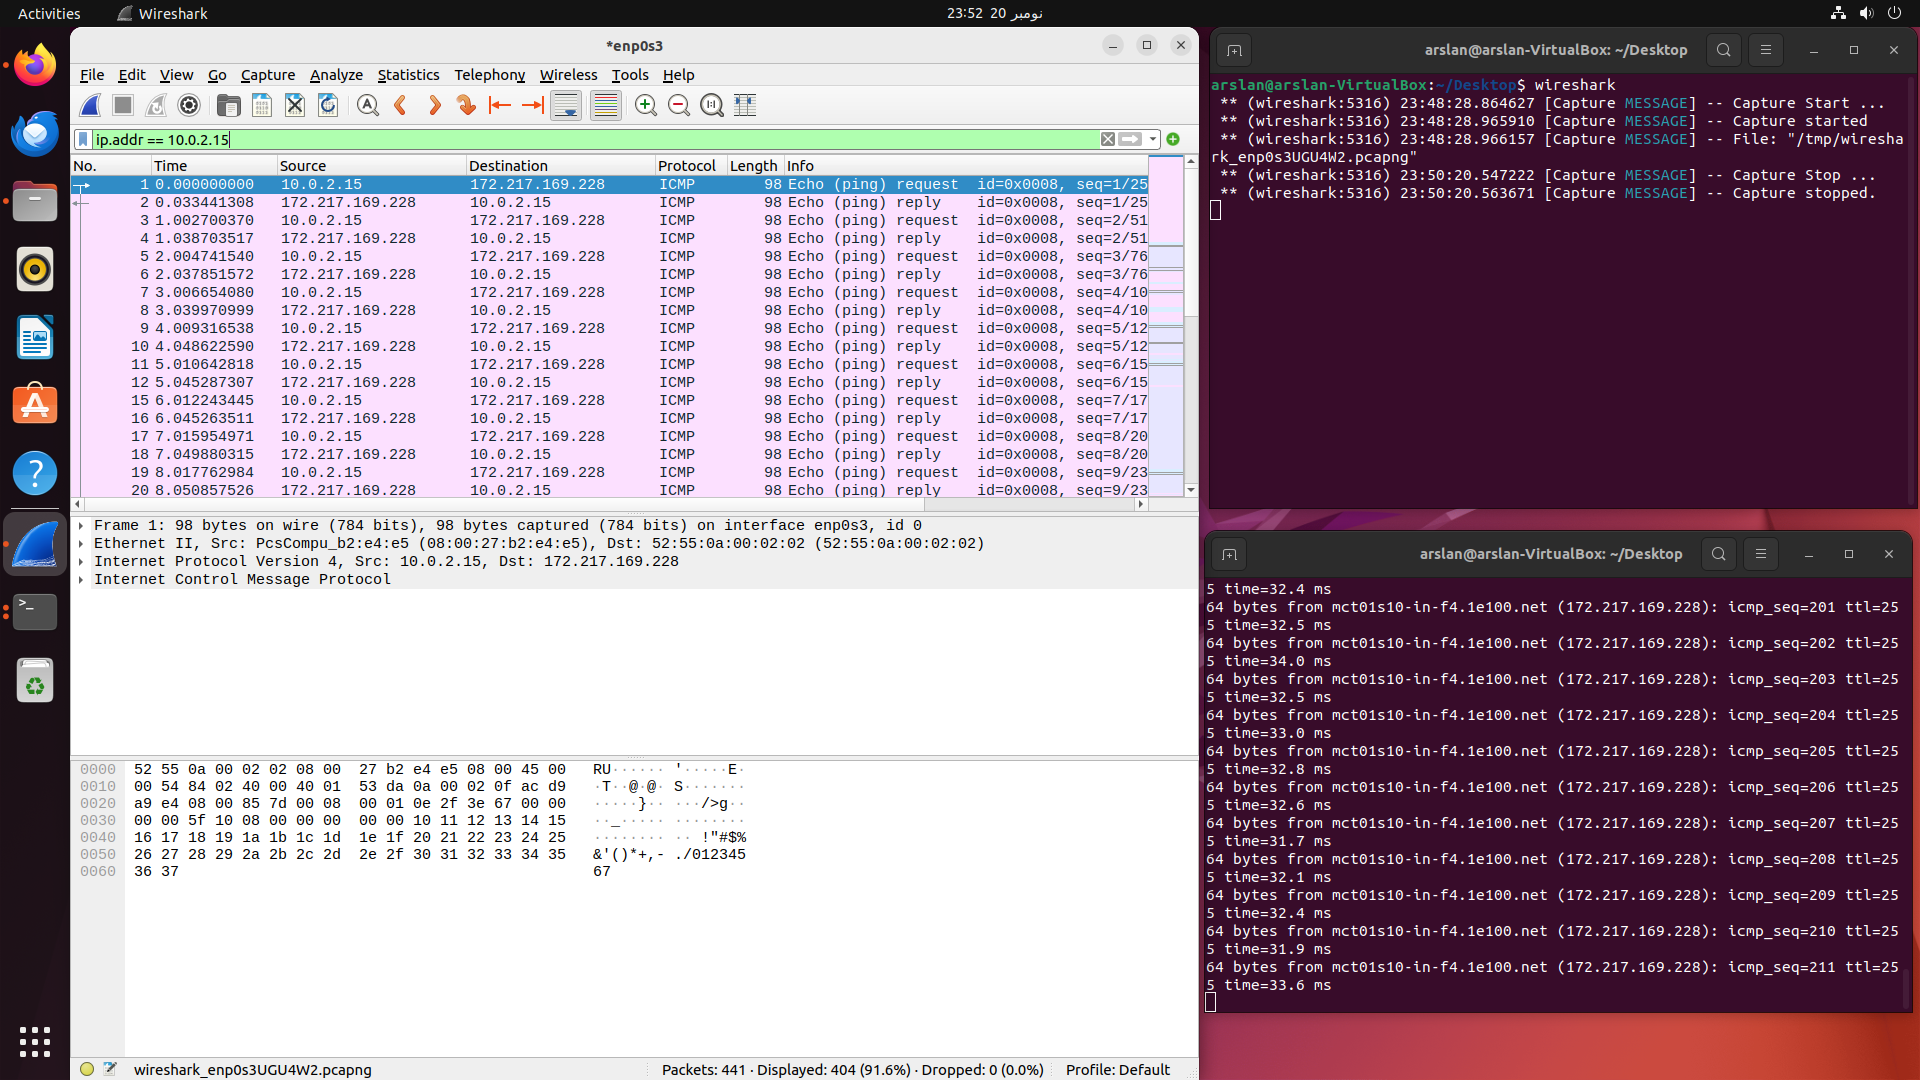 Activities
Wireshark
23:52 20 نومبر
*enp0s3
File Edit View Go Capture Analyze Statistics Telephony Wireless Tools Help
ip.addr == 10.0.2.15
No. Time Source Destination Protocol Length Info
1 0.000000000 10.0.2.15 172.217.169.228 ICMP 98 Echo (ping) request id=0x0008, seq=1/25
2 0.033441308 172.217.169.228 10.0.2.15 ICMP 98 Echo (ping) reply id=0x0008, seq=1/25
3 1.002700370 10.0.2.15 172.217.169.228 ICMP 98 Echo (ping) request id=0x0008, seq=2/51
4 1.038703517 172.217.169.228 10.0.2.15 ICMP 98 Echo (ping) reply id=0x0008, seq=2/51
5 2.004741540 10.0.2.15 172.217.169.228 ICMP 98 Echo (ping) request id=0x0008, seq=3/76
6 2.037851572 172.217.169.228 10.0.2.15 ICMP 98 Echo (ping) reply id=0x0008, seq=3/76
7 3.006654080 10.0.2.15 172.217.169.228 ICMP 98 Echo (ping) request id=0x0008, seq=4/10
8 3.039970999 172.217.169.228 10.0.2.15 ICMP 98 Echo (ping) reply id=0x0008, seq=4/10
9 4.009316538 10.0.2.15 172.217.169.228 ICMP 98 Echo (ping) request id=0x0008, seq=5/12
10 4.048622590 172.217.169.228 10.0.2.15 ICMP 98 Echo (ping) reply id=0x0008, seq=5/12
11 5.010642818 10.0.2.15 172.217.169.228 ICMP 98 Echo (ping) request id=0x0008, seq=6/15
12 5.045287307 172.217.169.228 10.0.2.15 ICMP 98 Echo (ping) reply id=0x0008, seq=6/15
15 6.012243445 10.0.2.15 172.217.169.228 ICMP 98 Echo (ping) request id=0x0008, seq=7/17
16 6.045263511 172.217.169.228 10.0.2.15 ICMP 98 Echo (ping) reply id=0x0008, seq=7/17
17 7.015954971 10.0.2.15 172.217.169.228 ICMP 98 Echo (ping) request id=0x0008, seq=8/20
18 7.049880315 172.217.169.228 10.0.2.15 ICMP 98 Echo (ping) reply id=0x0008, seq=8/20
19 8.017762984 10.0.2.15 172.217.169.228 ICMP 98 Echo (ping) request id=0x0008, seq=9/23
20 8.050857526 172.217.169.228 10.0.2.15 ICMP 98 Echo (ping) reply id=0x0008, seq=9/23
Frame 1: 98 bytes on wire (784 bits), 98 bytes captured (784 bits) on interface enp0s3, id 0
Ethernet II, Src: PcsCompu_b2:e4:e5 (08:00:27:b2:e4:e5), Dst: 52:55:0a:00:02:02 (52:55:0a:00:02:02)
Internet Protocol Version 4, Src: 10.0.2.15, Dst: 172.217.169.228
Internet Control Message Protocol
0000 52 55 0a 00 02 02 08 00 27 b2 e4 e5 08 00 45 00 RU······ '·····E·
0010 00 54 84 02 40 00 40 01 53 da 0a 00 02 0f ac d9 ·T··@·@· S·······
0020 a9 e4 08 00 85 7d 00 08 00 01 0e 2f 3e 67 00 00 ·····}·· ···/>g··
0030 00 00 5f 10 08 00 00 00 00 00 10 11 12 13 14 15 ··_····· ········
0040 16 17 18 19 1a 1b 1c 1d 1e 1f 20 21 22 23 24 25 ········ ·· !"#$%
0050 26 27 28 29 2a 2b 2c 2d 2e 2f 30 31 32 33 34 35 &'()*+,- ./012345
0060 36 37 67
wireshark_enp0s3UGU4W2.pcapng
Packets: 441 · Displayed: 404 (91.6%) · Dropped: 0 (0.0%)
Profile: Default
arslan@arslan-VirtualBox: ~/Desktop
arslan@arslan-VirtualBox:~/Desktop$ wireshark
** (wireshark:5316) 23:48:28.864627 [Capture MESSAGE] -- Capture Start ...
** (wireshark:5316) 23:48:28.965910 [Capture MESSAGE] -- Capture started
** (wireshark:5316) 23:48:28.966157 [Capture MESSAGE] -- File: "/tmp/wiresha
rk_enp0s3UGU4W2.pcapng"
** (wireshark:5316) 23:50:20.547222 [Capture MESSAGE] -- Capture Stop ...
** (wireshark:5316) 23:50:20.563671 [Capture MESSAGE] -- Capture stopped.
arslan@arslan-VirtualBox: ~/Desktop
5 time=32.4 ms
64 bytes from mct01s10-in-f4.1e100.net (172.217.169.228): icmp_seq=201 ttl=25
5 time=32.5 ms
64 bytes from mct01s10-in-f4.1e100.net (172.217.169.228): icmp_seq=202 ttl=25
5 time=34.0 ms
64 bytes from mct01s10-in-f4.1e100.net (172.217.169.228): icmp_seq=203 ttl=25
5 time=32.5 ms
64 bytes from mct01s10-in-f4.1e100.net (172.217.169.228): icmp_seq=204 ttl=25
5 time=33.0 ms
64 bytes from mct01s10-in-f4.1e100.net (172.217.169.228): icmp_seq=205 ttl=25
5 time=32.8 ms
64 bytes from mct01s10-in-f4.1e100.net (172.217.169.228): icmp_seq=206 ttl=25
5 time=32.6 ms
64 bytes from mct01s10-in-f4.1e100.net (172.217.169.228): icmp_seq=207 ttl=25
5 time=31.7 ms
64 bytes from mct01s10-in-f4.1e100.net (172.217.169.228): icmp_seq=208 ttl=25
5 time=32.1 ms
64 bytes from mct01s10-in-f4.1e100.net (172.217.169.228): icmp_seq=209 ttl=25
5 time=32.4 ms
64 bytes from mct01s10-in-f4.1e100.net (172.217.169.228): icmp_seq=210 ttl=25
5 time=31.9 ms
64 bytes from mct01s10-in-f4.1e100.net (172.217.169.228): icmp_seq=211 ttl=25
5 time=33.6 ms